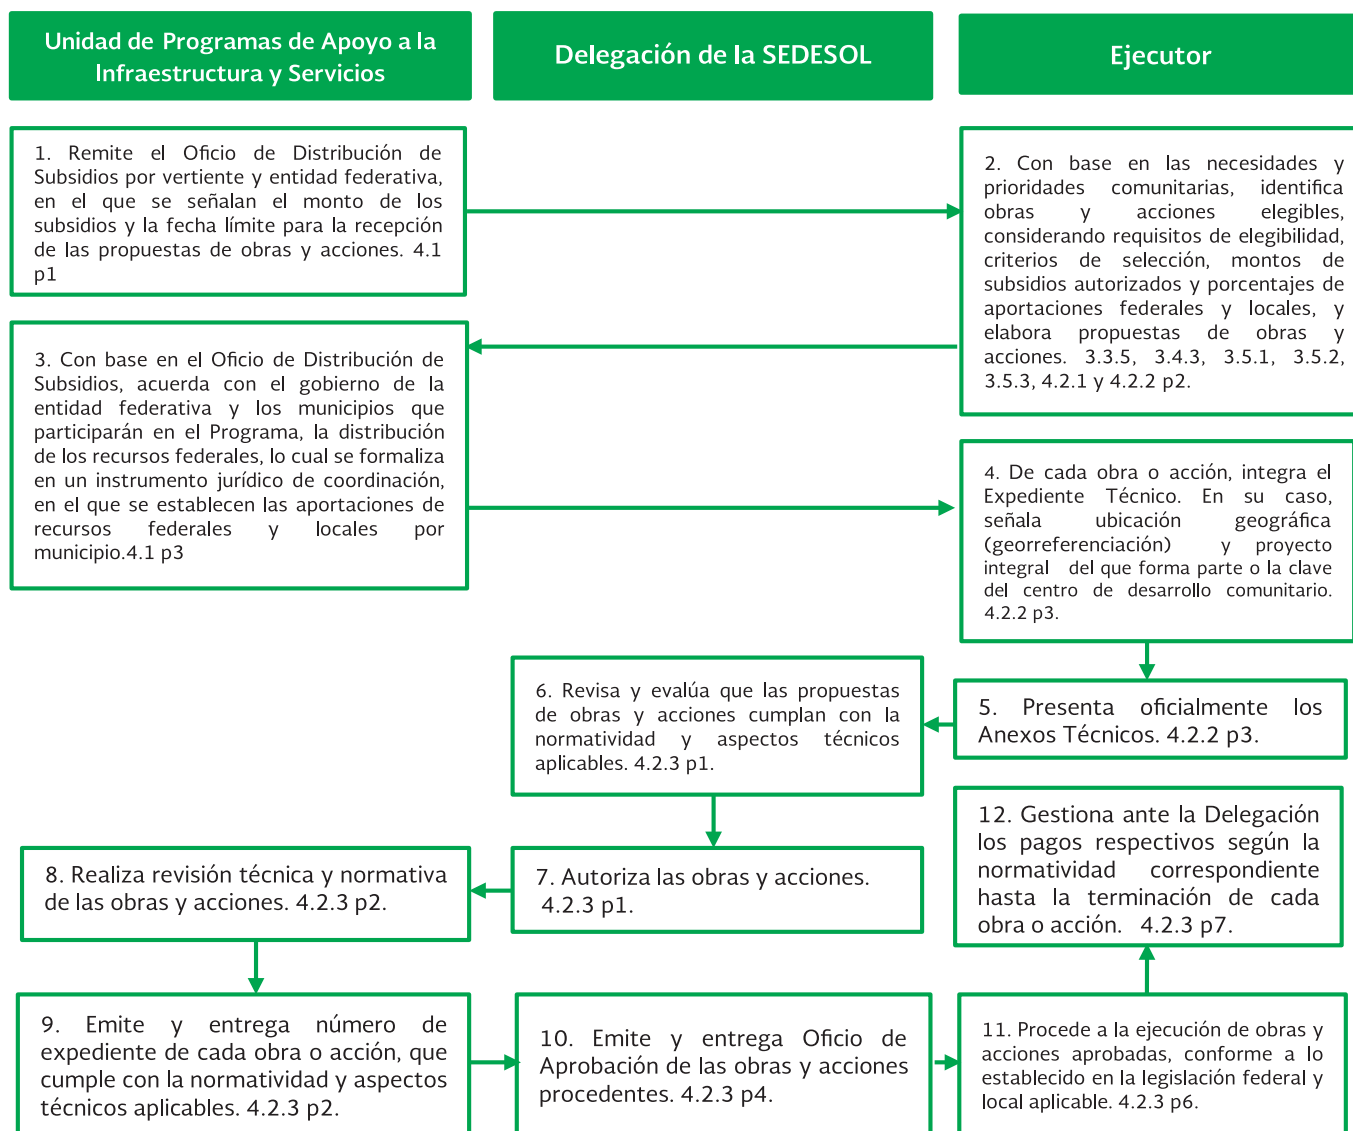 Unidad de Programas de Apoyo a la
Infraestructura y Servicios
Delegación de la SEDESOL
Ejecutor
1. Remite el Oficio de Distribución de
Subsidios por vertiente y entidad federativa,
en el que se señalan el monto de los
subsidios y la fecha límite para la recepción
de las propuestas de obras y acciones. 4.1
p1
2. Con base en las necesidades y
prioridades comunitarias, identifica
obras y acciones elegibles,
considerando requisitos de elegibilidad,
criterios de selección, montos de
subsidios autorizados y porcentajes de
aportaciones federales y locales, y
elabora propuestas de obras y
acciones. 3.3.5, 3.4.3, 3.5.1, 3.5.2,
3.5.3, 4.2.1 y 4.2.2 p2.
3. Con base en el Oficio de Distribución de
Subsidios, acuerda con el gobierno de la
entidad federativa y los municipios que
participarán en el Programa, la distribución
de los recursos federales, lo cual se formaliza
en un instrumento jurídico de coordinación,
en el que se establecen las aportaciones de
recursos federales y locales por
municipio.4.1 p3
4. De cada obra o acción, integra el
Expediente Técnico. En su caso,
señala ubicación geográfica
(georreferenciación) y proyecto
integral del que forma parte o la clave
del centro de desarrollo comunitario.
4.2.2 p3.
5. Presenta oficialmente los
Anexos Técnicos. 4.2.2 p3.
6. Revisa y evalúa que las propuestas
de obras y acciones cumplan con la
normatividad y aspectos técnicos
aplicables. 4.2.3 p1.
7. Autoriza las obras y acciones.
4.2.3 p1.
8. Realiza revisión técnica y normativa
de las obras y acciones. 4.2.3 p2.
9. Emite y entrega número de
expediente de cada obra o acción, que
cumple con la normatividad y aspectos
técnicos aplicables. 4.2.3 p2.
10. Emite y entrega Oficio de
Aprobación de las obras y acciones
procedentes. 4.2.3 p4.
11. Procede a la ejecución de obras y
acciones aprobadas, conforme a lo
establecido en la legislación federal y
local aplicable. 4.2.3 p6.
12. Gestiona ante la Delegación
los pagos respectivos según la
normatividad correspondiente
hasta la terminación de cada
obra o acción. 4.2.3 p7.